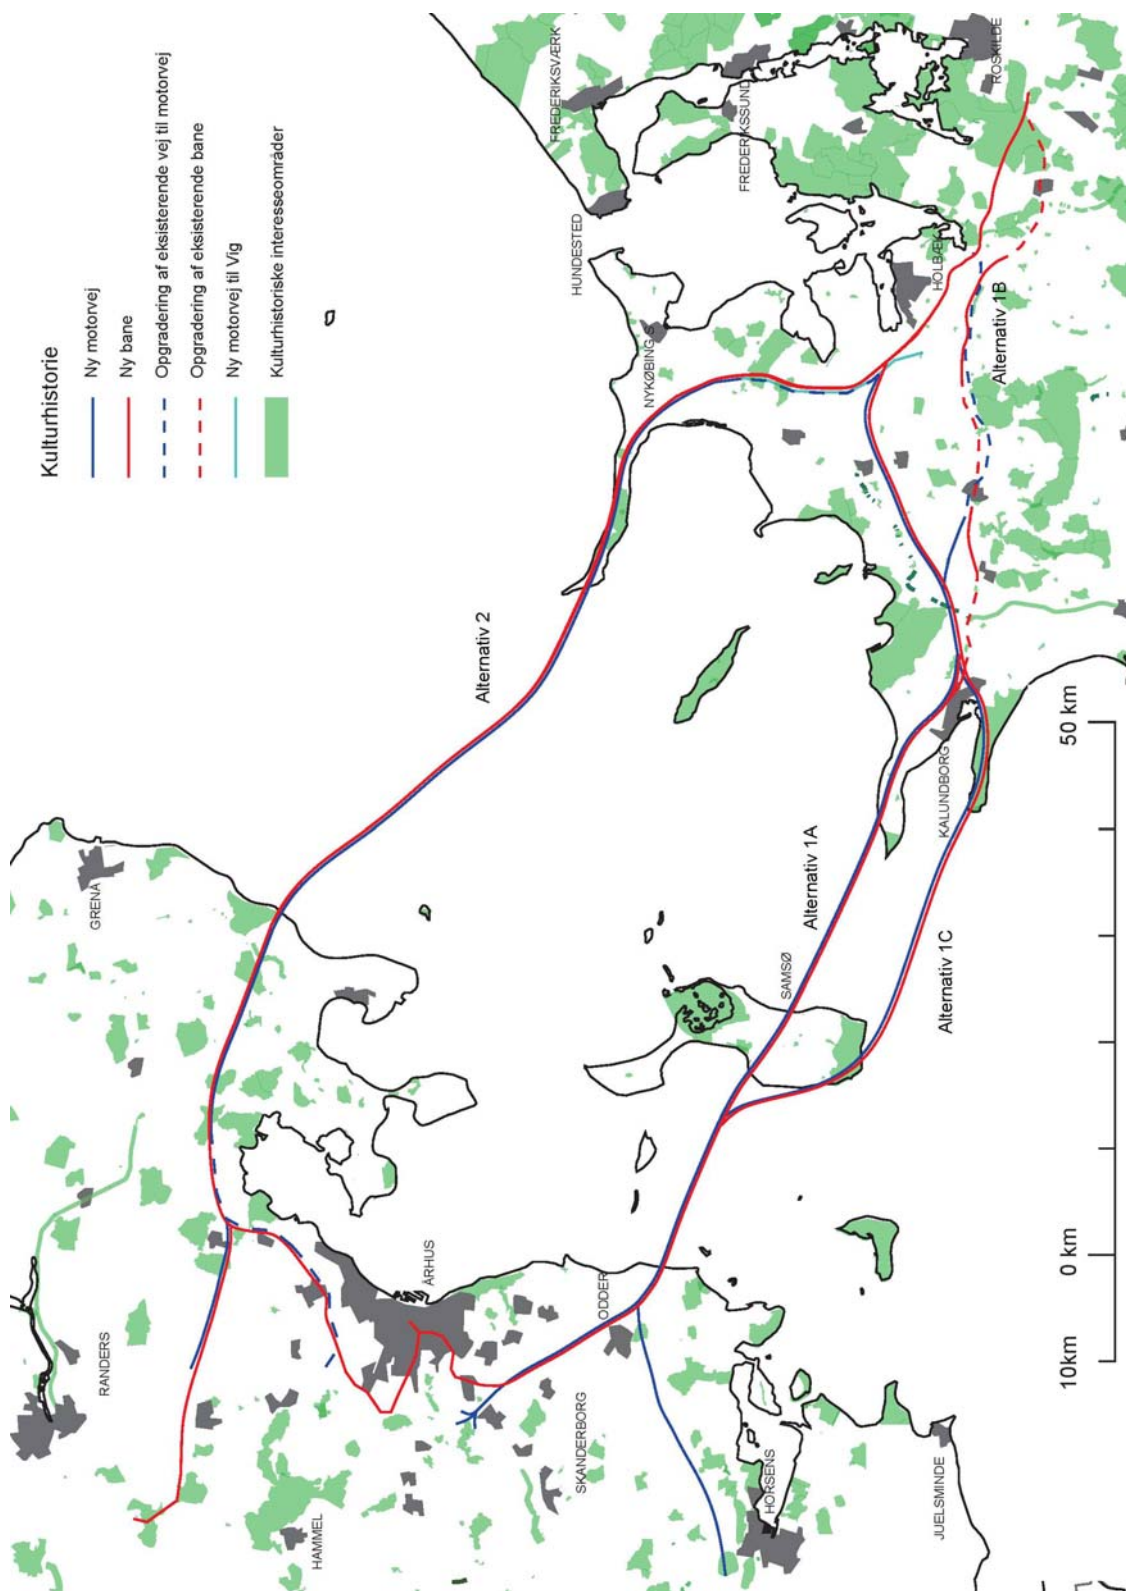 Kulturhistorie
Ny motorvej
Ny bane
Opgradering af eksisterende vej til motorvej
Opgradering af eksisterende bane
Ny motorvej til Vig
Kulturhistoriske interesseområder
RANDERS
GRENÅ
HAMMEL
ÅRHUS
SKANDERBORG
ODDER
HORSENS
JUELSMINDE
SAMSØ
KALUNDBORG
NYKØBING S
HUNDESTED
FREDERIKSVÆRK
FREDERIKSSUND
HOLBÆK
ROSKILDE
Alternativ 2
Alternativ 1A
Alternativ 1C
Alternativ 1B
10km
0 km
50 km